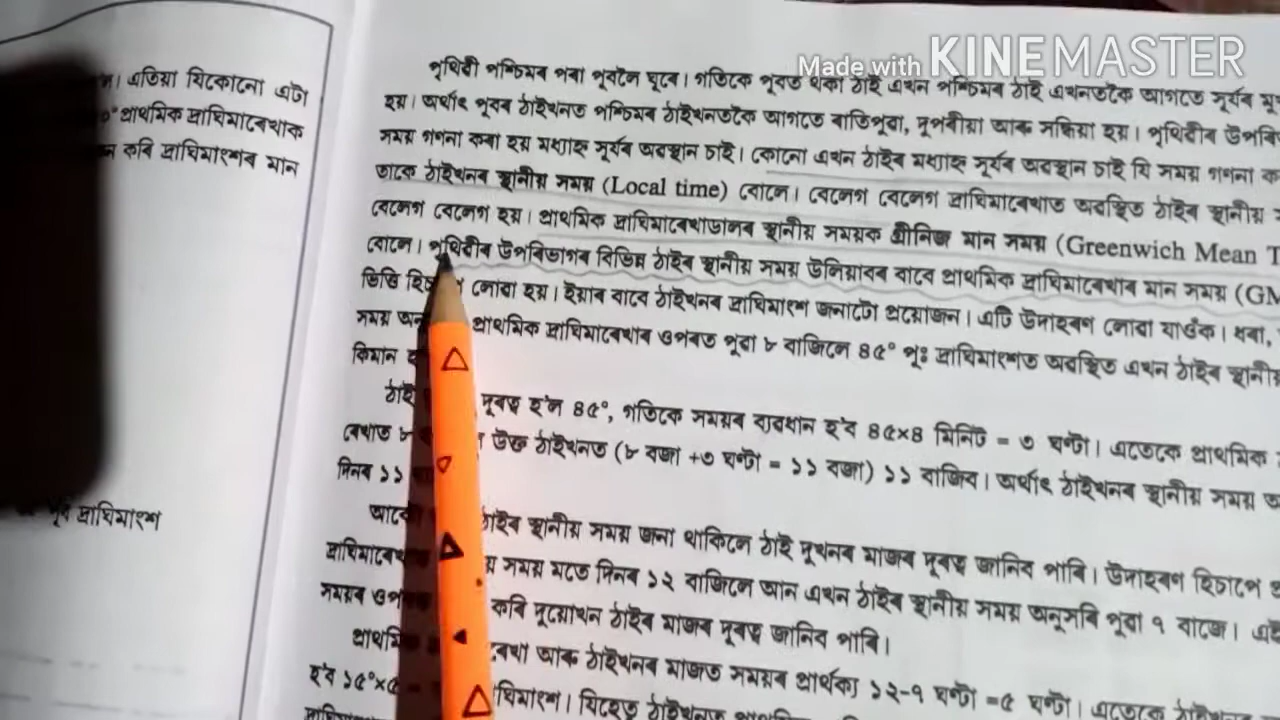 Made with KINEMASTER
এতিয়া যিকোনো এটা
প্ৰাথমিক দ্ৰাঘিমাৰেখাক
কৰি দ্ৰাঘিমাংশৰ মান
পূব দ্ৰাঘিমাংশ
পৃথিৱী পশ্চিমৰ পৰা পূবলৈ ঘূৰে। গতিকে পূবত থকা ঠাই এখন পশ্চিমৰ ঠাই এখনতকৈ আগতে সূৰ্যৰ
হয়। অৰ্থাৎ পূবৰ ঠাইখনত পশ্চিমৰ ঠাইখনতকৈ আগতে ৰাতিপুৱা, দুপৰীয়া আৰু সন্ধিয়া হয়। পৃথিৱীৰ
সময় গণনা কৰা হয় মধ্যাহ্ন সূৰ্যৰ অৱস্থান চাই। কোনো এখন ঠাইৰ মধ্যাহ্ন সূৰ্যৰ অৱস্থান চাই যি সময় গণনা
তাকে ঠাইখনৰ স্থানীয় সময় (Local time) বোলে। বেলেগ বেলেগ দ্ৰাঘিমাৰেখাত অৱস্থিত ঠাইৰ স্থানীয়
বেলেগ বেলেগ হয়। প্ৰাথমিক দ্ৰাঘিমাৰেখাডালৰ স্থানীয় সময়ক গ্ৰীনিজ মান সময় (Greenwich Mean
বোলে। পৃথিৱীৰ উপৰিভাগৰ বিভিন্ন ঠাইৰ স্থানীয় সময় উলিয়াবৰ বাবে প্ৰাথমিক দ্ৰাঘিমাৰেখাৰ মান সময়
ভিত্তি লোৱা হয়। ইয়াৰ বাবে ঠাইখনৰ দ্ৰাঘিমাংশ জনাটো প্ৰয়োজন। এটি উদাহৰণ লোৱা যাওঁক। ধৰা,
সময় প্ৰাথমিক দ্ৰাঘিমাৰেখাৰ ওপৰত পুৱা ৮ বাজিলে ৪৫° পূঃ দ্ৰাঘিমাংশত অৱস্থিত এখন ঠাইৰ স্থানীয়
কিমান
দূৰত্ব হ'ল ৪৫°, গতিকে সময়ৰ ব্যৱধান হ'ব ৪৫×৪ মিনিট = ৩ ঘণ্টা। এতেকে প্ৰাথমিক
ৰেখাত ৮ উক্ত ঠাইখনত (৮ বজা +৩ ঘণ্টা = ১১ বজা) ১১ বাজিব। অৰ্থাৎ ঠাইখনৰ স্থানীয় সময়
দিনৰ ১১
ঠাইৰ স্থানীয় সময় জনা থাকিলে ঠাই দুখনৰ মাজৰ দূৰত্ব জানিব পাৰি। উদাহৰণ হিচাপে
সময় মতে দিনৰ ১২ বাজিলে আন এখন ঠাইৰ স্থানীয় সময় অনুসৰি পুৱা ৭ বাজে।
সময়ৰ কৰি দুয়োখন ঠাইৰ মাজৰ দূৰত্ব জানিব পাৰি।
আৰু ঠাইখনৰ মাজত সময়ৰ পাৰ্থক্য ১২-৭ ঘণ্টা =৫ ঘণ্টা। এতেকে
হ'ব ১৫°×৫ যিহেতু ঠাইখনত